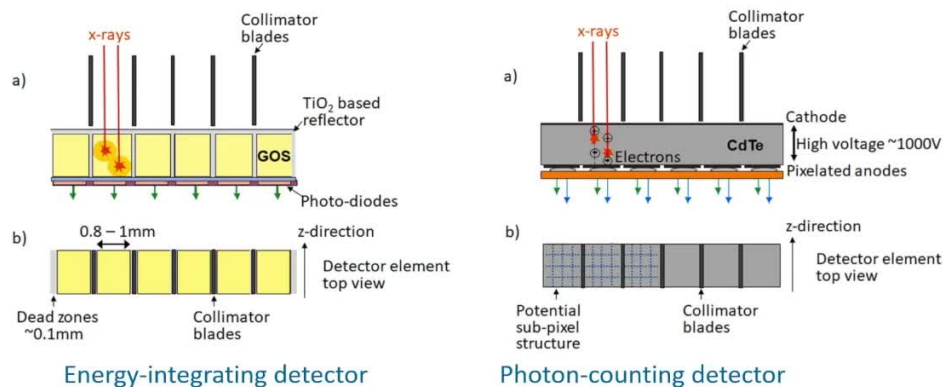 Collimator
blades
x-rays
a)
TiO2 based
reflector
GOS
Photo-diodes
0.8 – 1mm
b)
z-direction
Detector element
top view
Dead zones
~0.1mm
Collimator
blades
Energy-integrating detector
Collimator
blades
x-rays
a)
Cathode
CdTe
High voltage ~1000V
Electrons
Pixelated anodes
b)
z-direction
Detector element
top view
Potential
sub-pixel
structure
Collimator
blades
Photon-counting detector